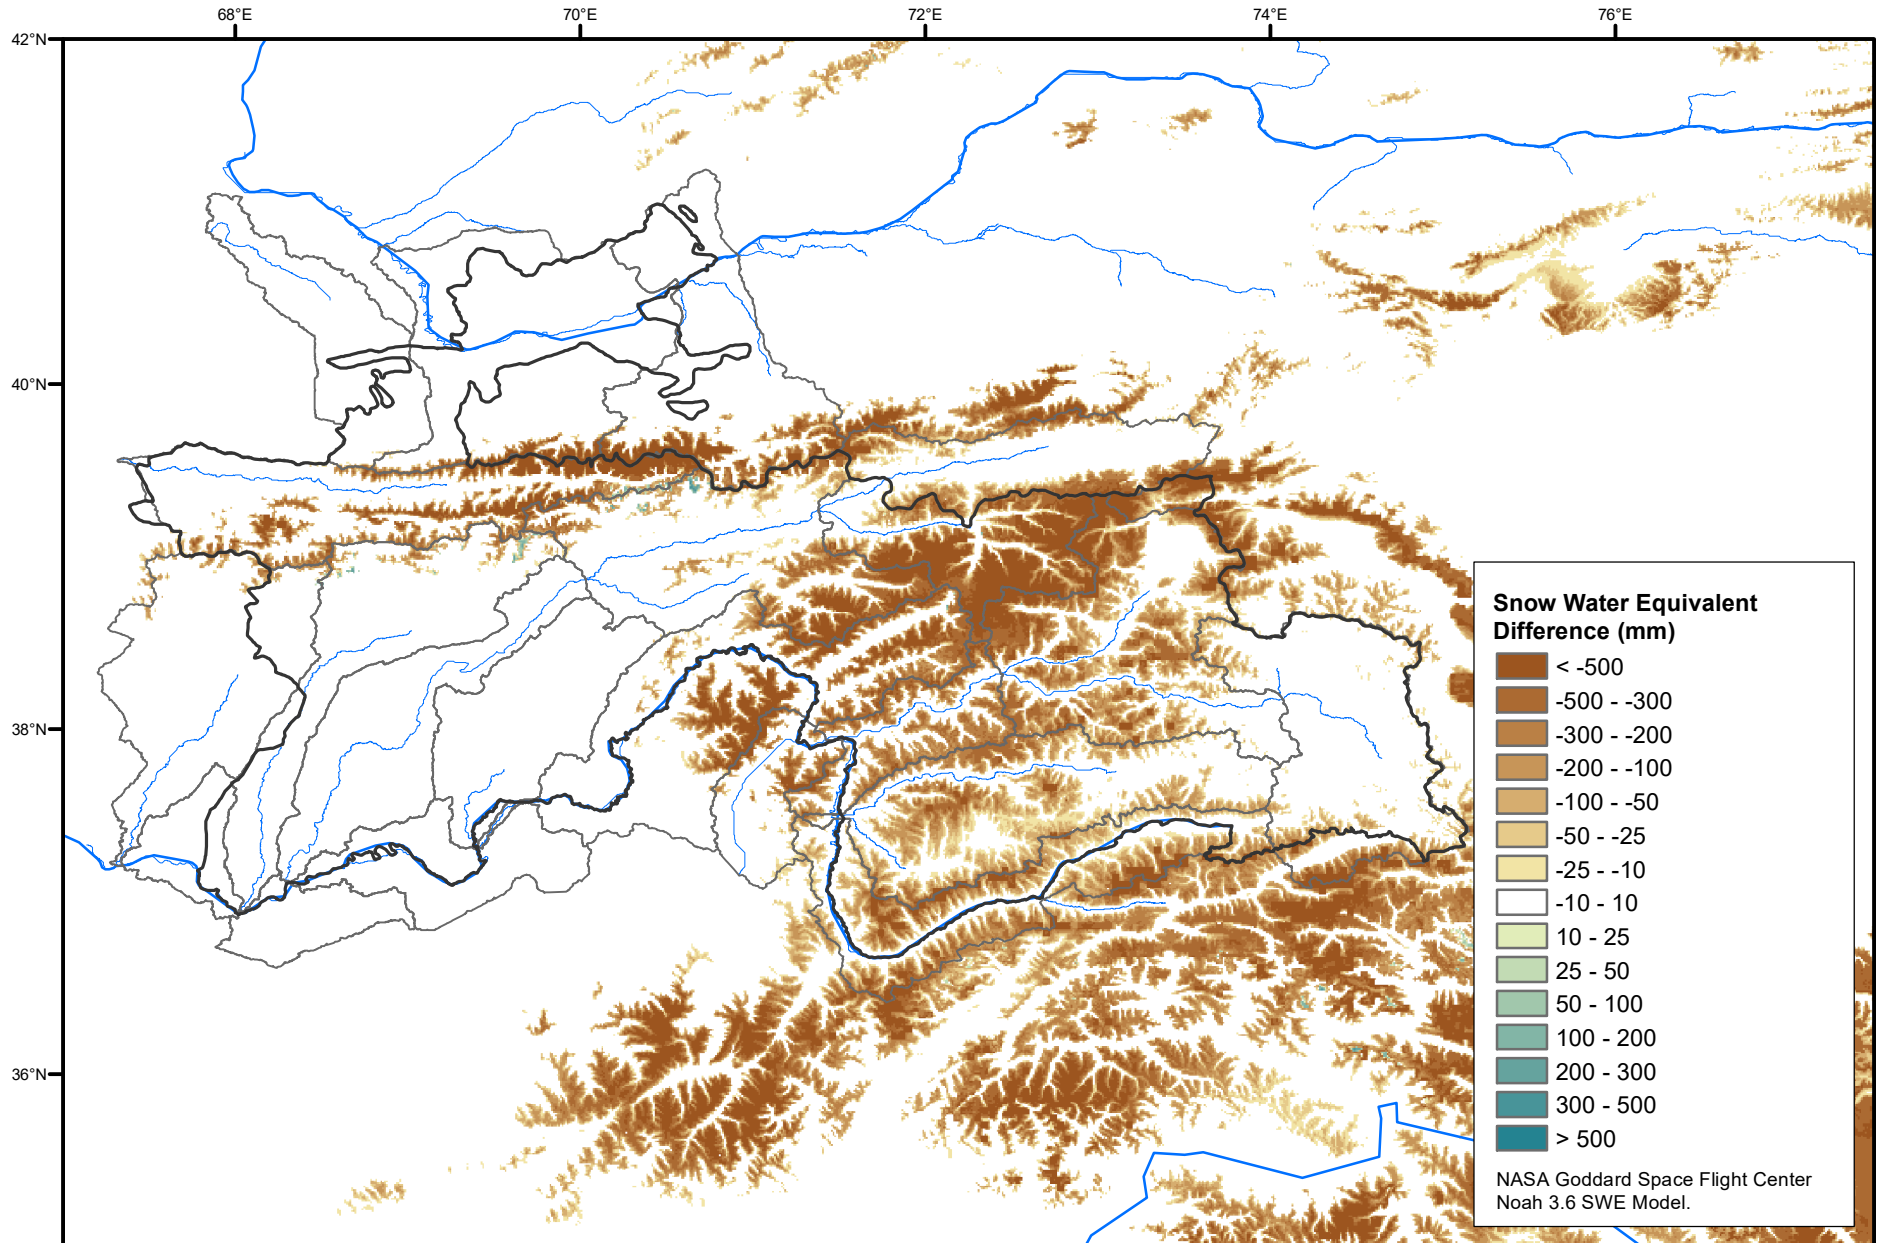 68°E
70°E
72°E
74°E
76°E
42°N
40°N
38°N
36°N
Snow Water Equivalent
Difference (mm)
< -500
-500 - -300
-300 - -200
-200 - -100
-100 - -50
-50 - -25
-25 - -10
-10 - 10
10 - 25
25 - 50
50 - 100
100 - 200
200 - 300
300 - 500
> 500
NASA Goddard Space Flight Center
Noah 3.6 SWE Model.